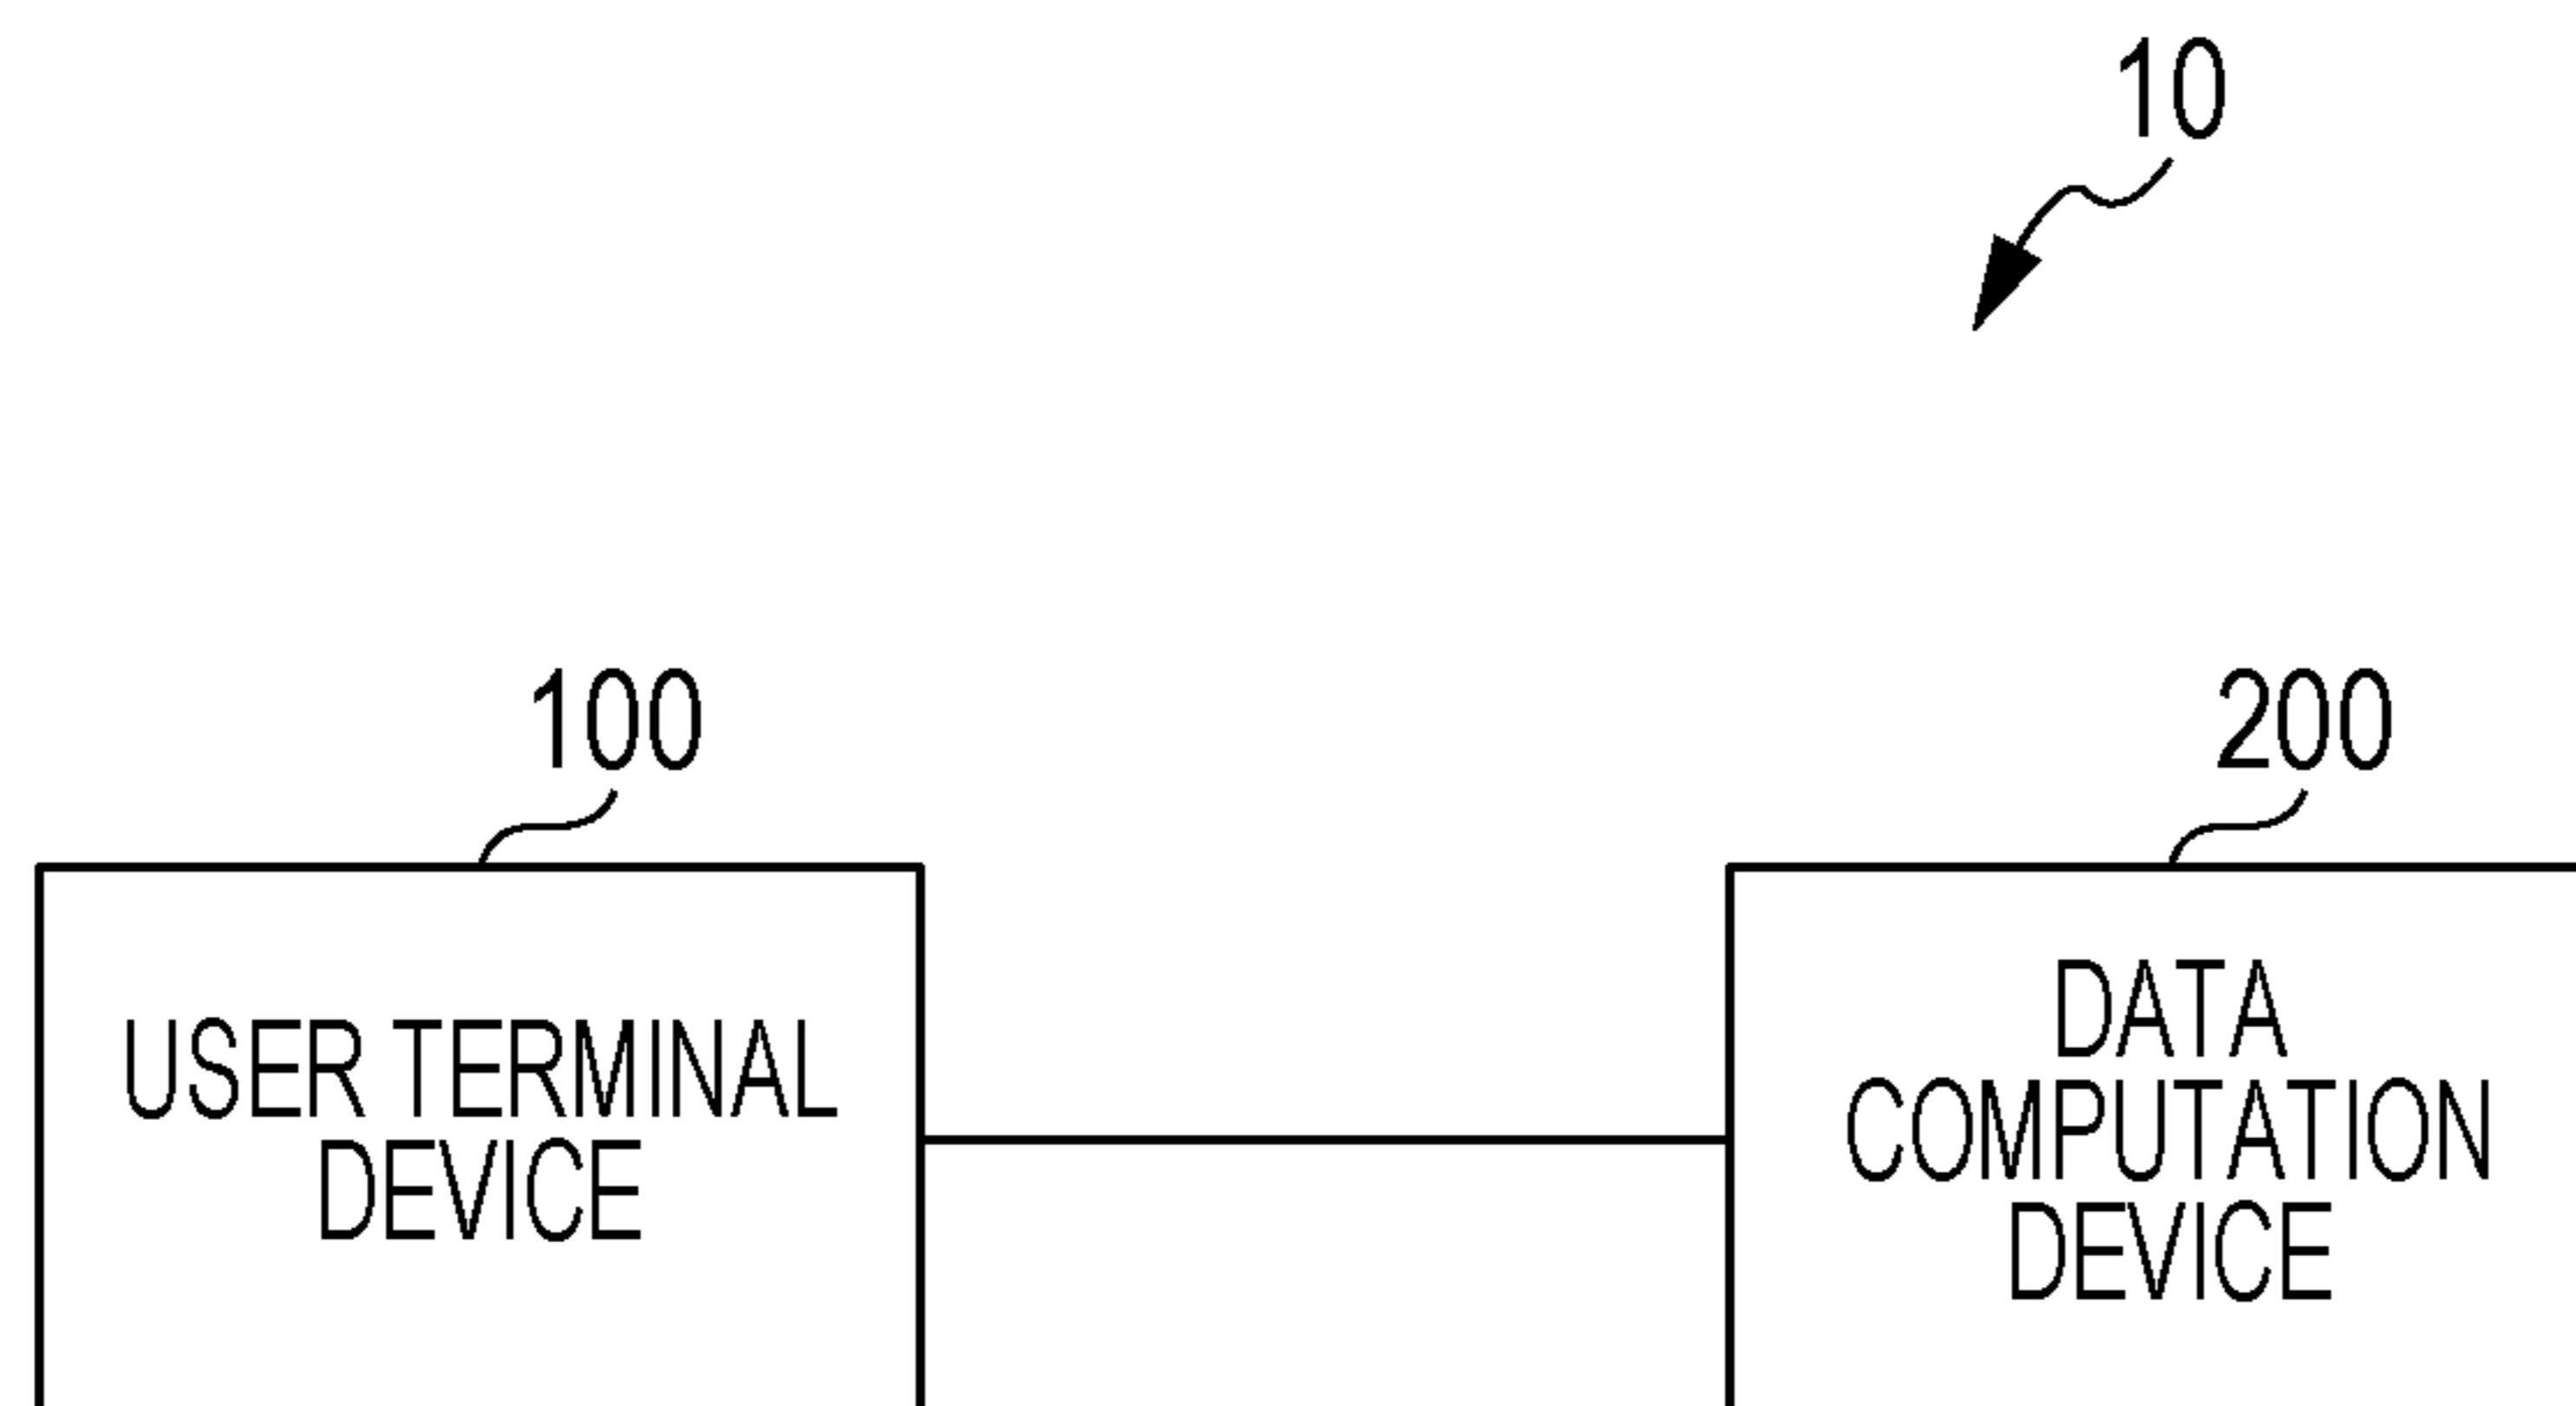 10
100
200
USER TERMINAL
DEVICE
DATA
COMPUTATION
DEVICE